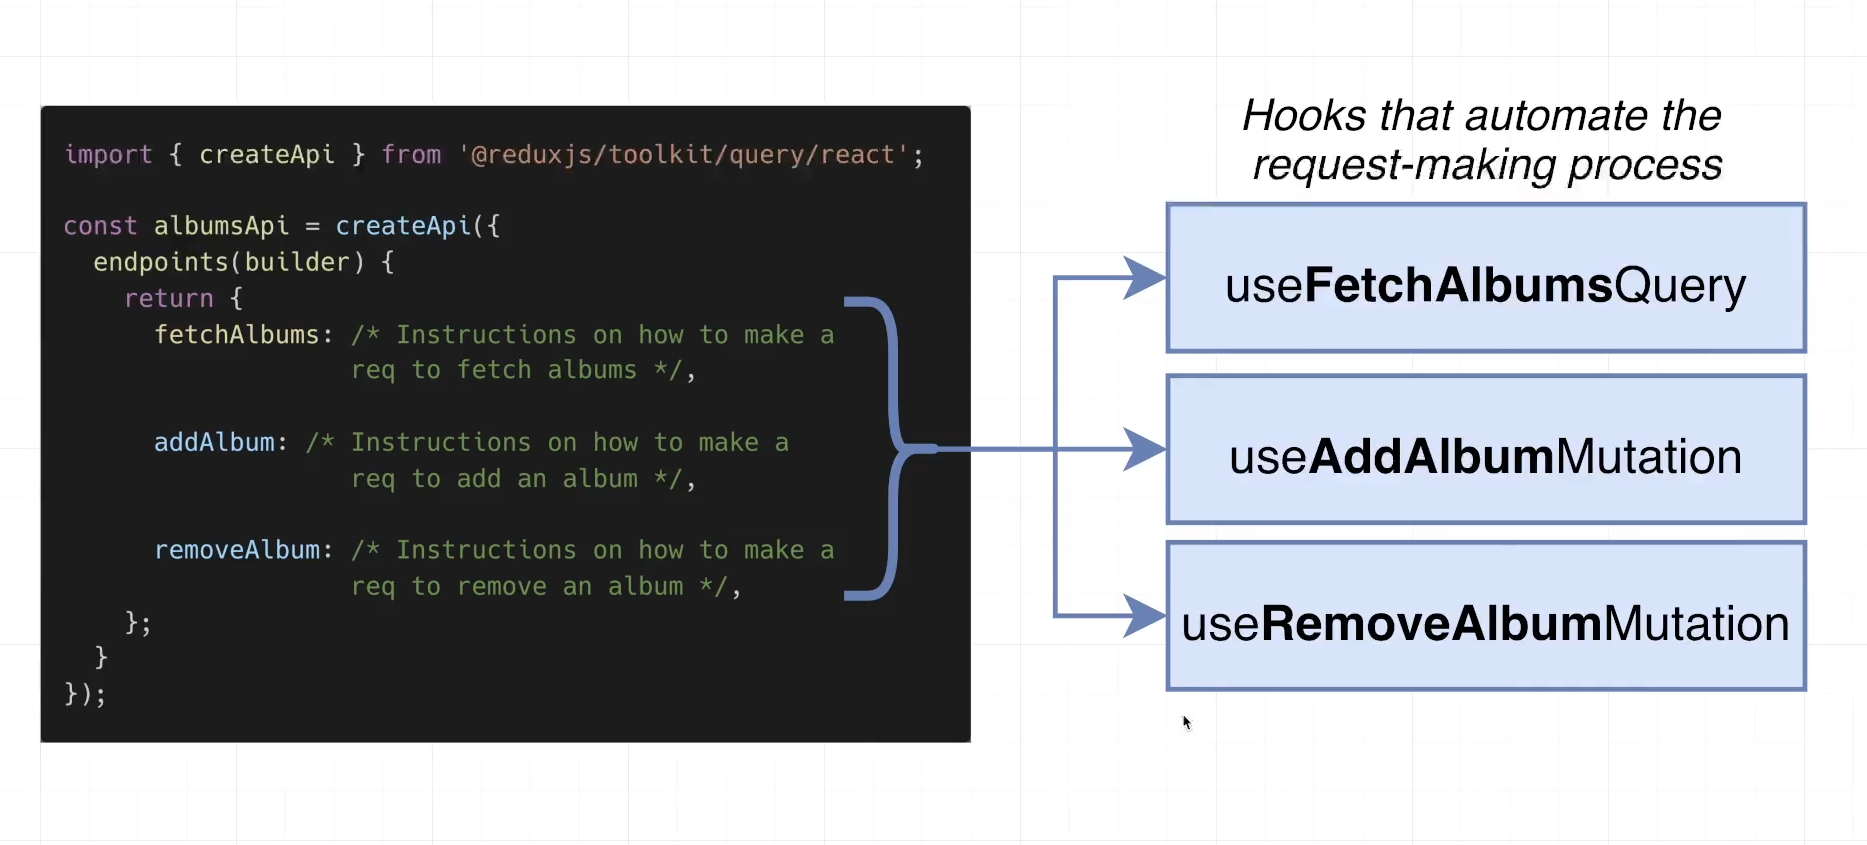 import { createApi } from '@reduxjs/toolkit/query/react';
const albumsApi = createApi({
endpoints(builder) {
return {
fetchAlbums: /* Instructions on how to make a
req to fetch albums */,
addAlbum: /* Instructions on how to make a
req to add an album */,
removeAlbum: /* Instructions on how to make a
req to remove an album */,
};
}
});
Hooks that automate the
request-making process
useFetchAlbumsQuery
useAddAlbumMutation
useRemoveAlbumMutation